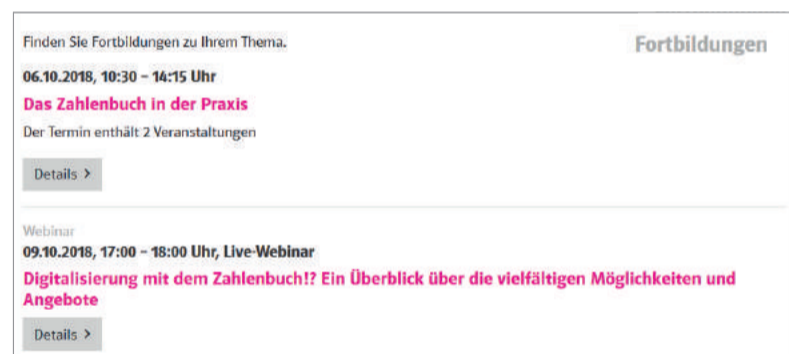 Finden Sie Fortbildungen zu Ihrem Thema.
Fortbildungen
06.10.2018, 10:30 – 14:15 Uhr
Das Zahlenbuch in der Praxis
Der Termin enthält 2 Veranstaltungen
Details >
Webinar
09.10.2018, 17:00 – 18:00 Uhr, Live-Webinar
Digitalisierung mit dem Zahlenbuch!? Ein Überblick über die vielfältigen Möglichkeiten und
Angebote
Details >